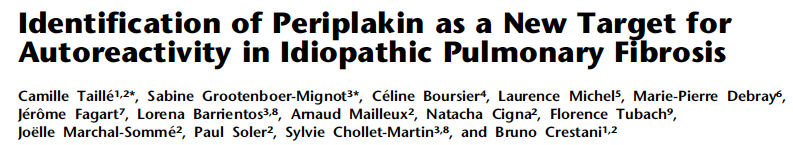 Identification of Periplakin as a New Target for
Autoreactivity in Idiopathic Pulmonary Fibrosis
Camille Taillé1,2*, Sabine Grootenboer-Mignot3*, Céline Boursier4, Laurence Michel5, Marie-Pierre Debray6,
Jérôme Fagart7, Lorena Barrientos3,8, Arnaud Mailleux2, Natacha Cigna2, Florence Tubach9,
Joëlle Marchal-Sommé2, Paul Soler2, Sylvie Chollet-Martin3,8, and Bruno Crestani1,2